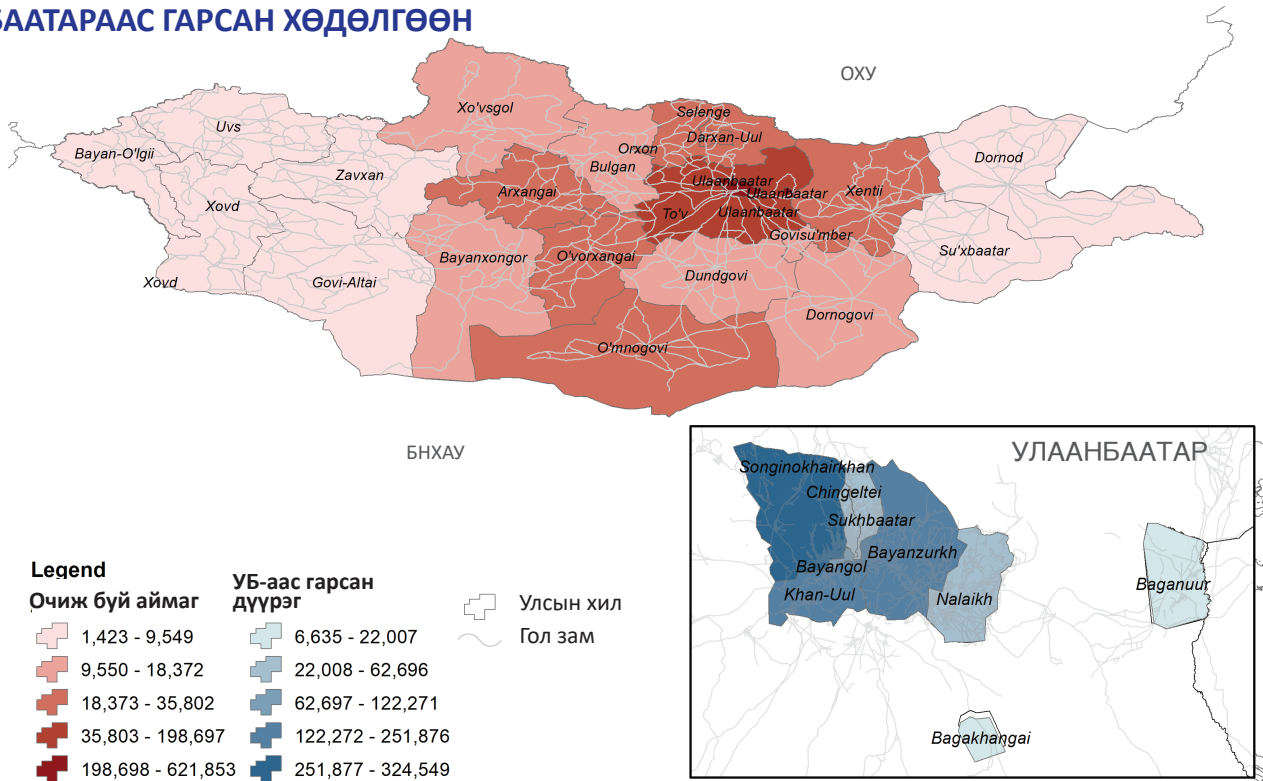 БААТАРААС ГАРСАН ХӨДӨЛГӨӨН
ОХУ
Xo'vsgol
Selenge
Uvs
Darxan-Uul
Orxon
Bayan-O'lgii
Dornod
Bulgan
Zavxan
Ulaanbaatar
Arxangai
Ulaanbaatar
Xentii
Xovd
To'v
Ulaanbaatar
Govisu'mber
Su'xbaatar
Bayanxongor
O'vorxangai
Dundgovi
Xovd
Govi-Altai
Dornogovi
O'mnogovi
БНХАУ
УЛААНБААТАР
Songinokhairkhan
Chingeltei
Sukhbaatar
Bayanzurkh
Bayangol
Khan-Uul
Nalaikh
Baganuur
Bagakhangai
Legend
Очиж буй аймаг
1,423 - 9,549
9,550 - 18,372
18,373 - 35,802
35,803 - 198,697
198,698 - 621,853
УБ-аас гарсан
дүүрэг
6,635 - 22,007
22,008 - 62,696
62,697 - 122,271
122,272 - 251,876
251,877 - 324,549
Улсын хил
Гол зам